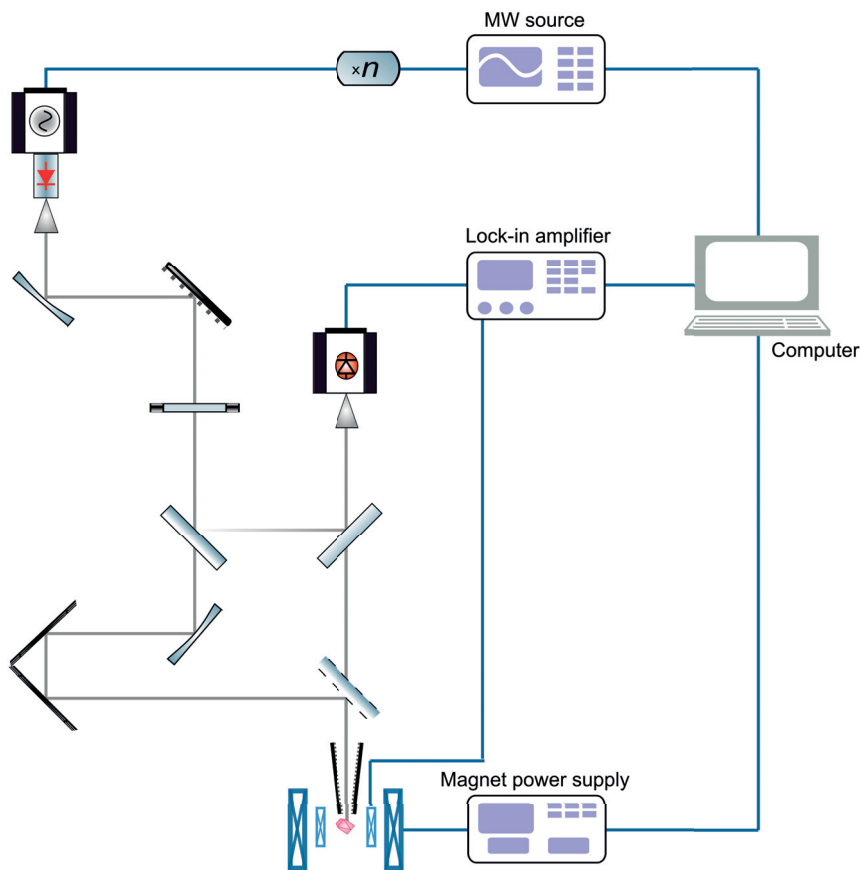 MW source
×n
Lock-in amplifier
Computer
Magnet power supply